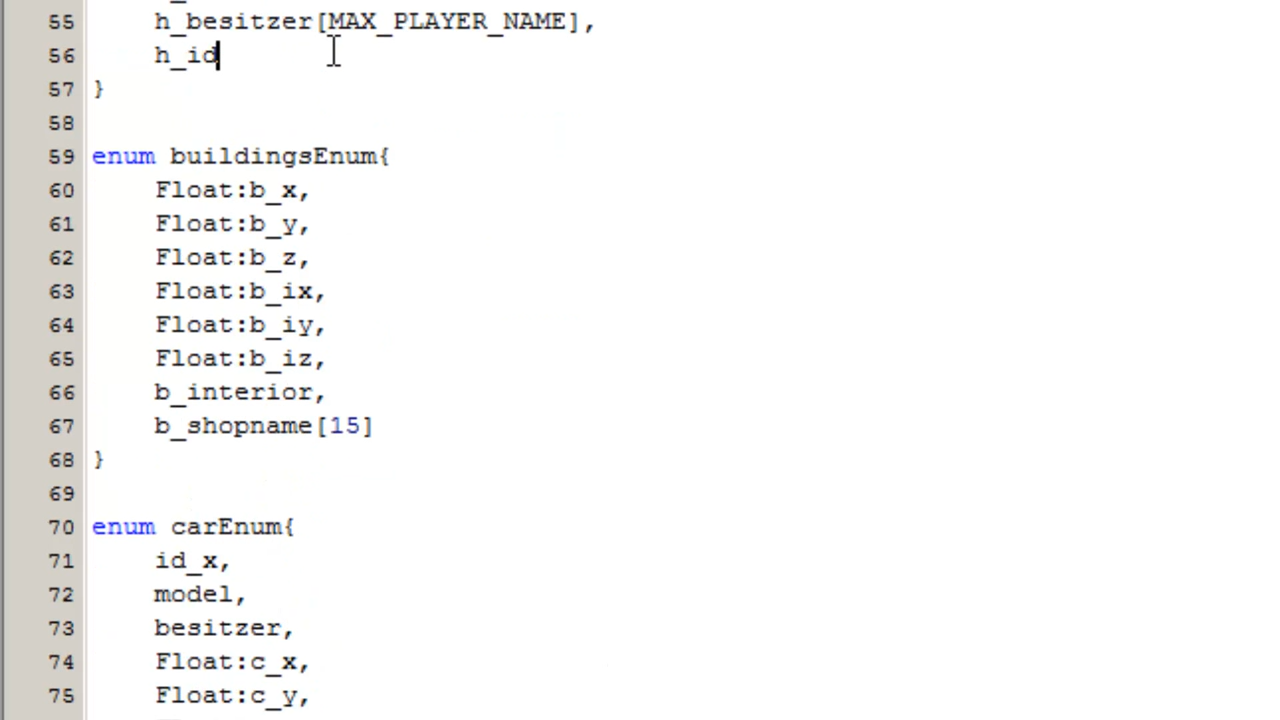 55 h_besitzer[MAX_PLAYER_NAME],
56 h_id
57 }
58
59 enum buildingsEnum{
60 Float:b_x,
61 Float:b_y,
62 Float:b_z,
63 Float:b_ix,
64 Float:b_iy,
65 Float:b_iz,
66 b_interior,
67 b_shopname[15]
68 }
69
70 enum carEnum{
71 id_x,
72 model,
73 besitzer,
74 Float:c_x,
75 Float:c_y,